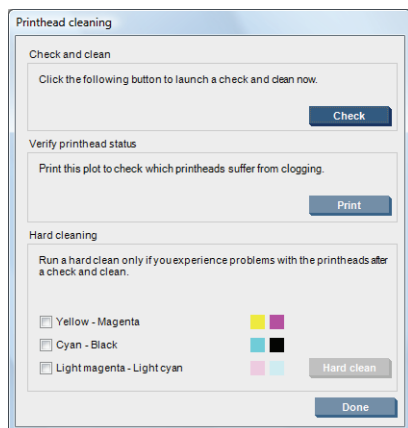 Printhead cleaning
Check and clean
Click the following button to launch a check and clean now.
Check
Verify printhead status
Print this plot to check which printheads suffer from clogging.
Print
Hard cleaning
Run a hard clean only if you experience problems with the printheads after
a check and clean.
Yellow - Magenta
Cyan - Black
Light magenta - Light cyan
Hard clean
Done